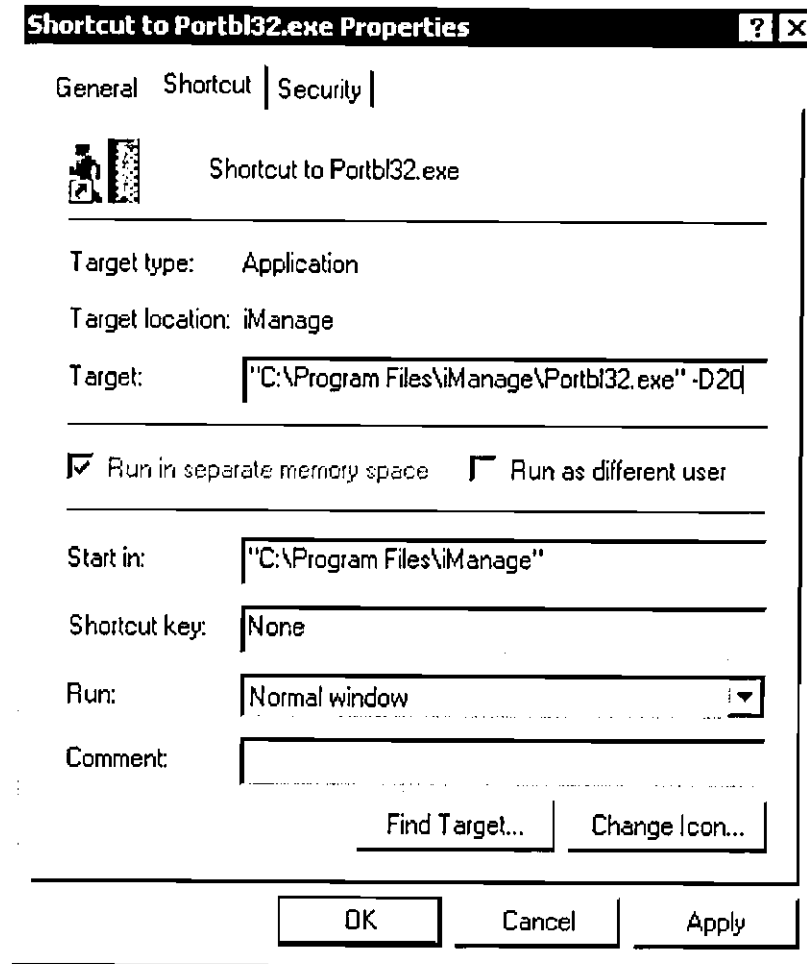 Shortcut to Portbl32.exe Properties ? X
General Shortcut Security
Shortcut to Portbl32.exe
Target type: Application
Target location: iManage
Target: "C:\Program Files\iManage\Portbl32.exe" -D20
Run in separate memory space Run as different user
Start in: "C:\Program Files\iManage"
Shortcut key: None
Run: Normal window
Comment:
Find Target... Change Icon...
OK Cancel Apply